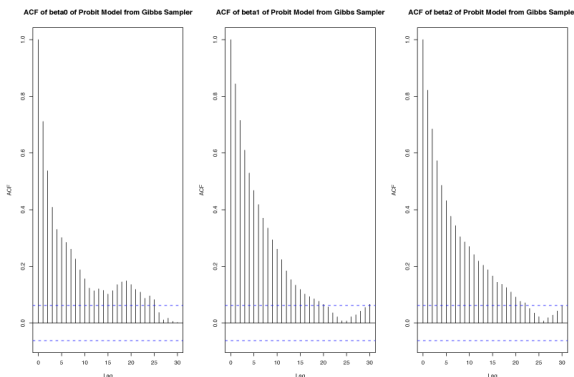 ACF of beta0 of Probit Model from Gibbs Sampler
ACF
0.0
0.2
0.4
0.6
0.8
1.0
0 5 10 15 20 25 30
Lag
ACF of beta1 of Probit Model from Gibbs Sampler
ACF
0.0
0.2
0.4
0.6
0.8
1.0
0 5 10 15 20 25 30
Lag
ACF of beta2 of Probit Model from Gibbs Sample
ACF
0.0
0.2
0.4
0.6
0.8
1.0
0 5 10 15 20 25 30
Lag